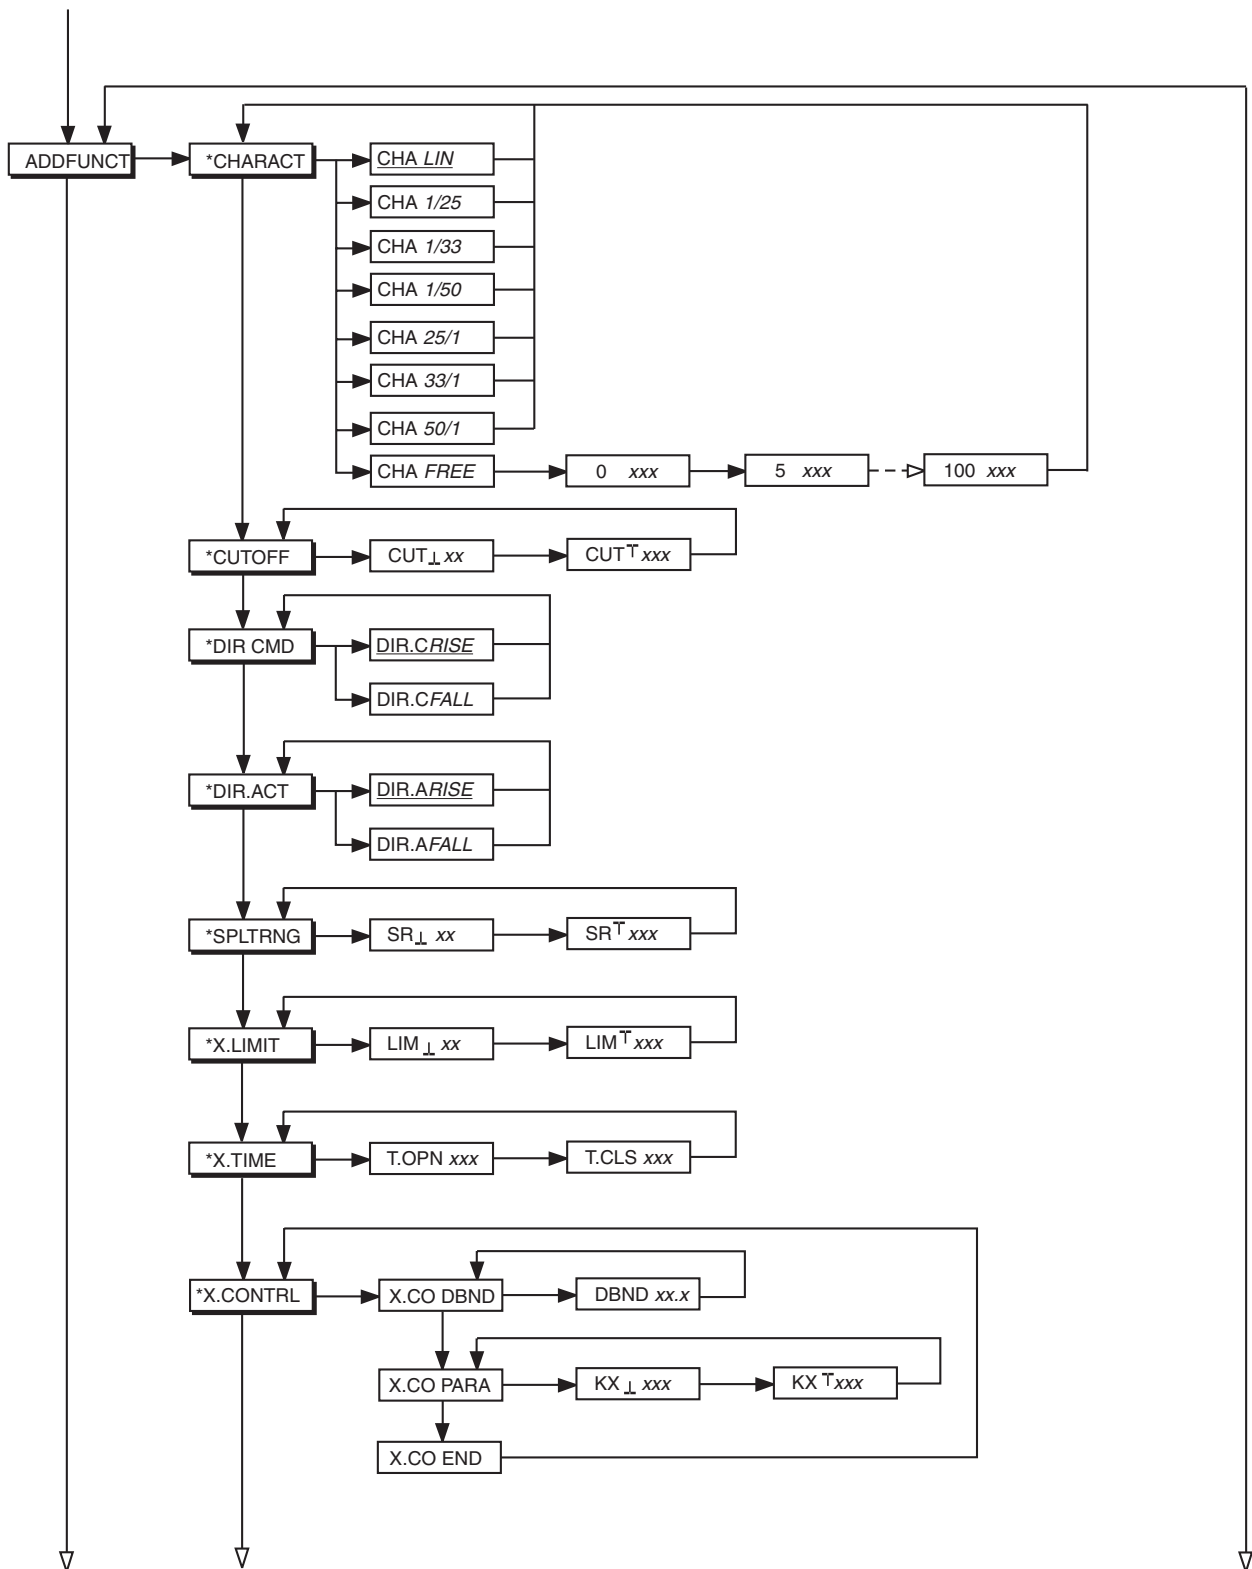 ADDFUNCT
*CHARACT
CHA LIN
CHA 1/25
CHA 1/33
CHA 1/50
CHA 25/1
CHA 33/1
CHA 50/1
CHA FREE
0 xxx
5 xxx
100 xxx
*CUTOFF
CUT⊥ xx
CUT⊤ xxx
*DIR CMD
DIR.CRISE
DIR.CFALL
*DIR.ACT
DIR.ARISE
DIR.AFALL
*SPLTRNG
SR⊥ xx
SR⊤ xxx
*X.LIMIT
LIM⊥ xx
LIM⊤ xxx
*X.TIME
T.OPN xxx
T.CLS xxx
*X.CONTRL
X.CO DBND
DBND xx.x
X.CO PARA
KX⊥ xxx
KX⊤xxx
X.CO END